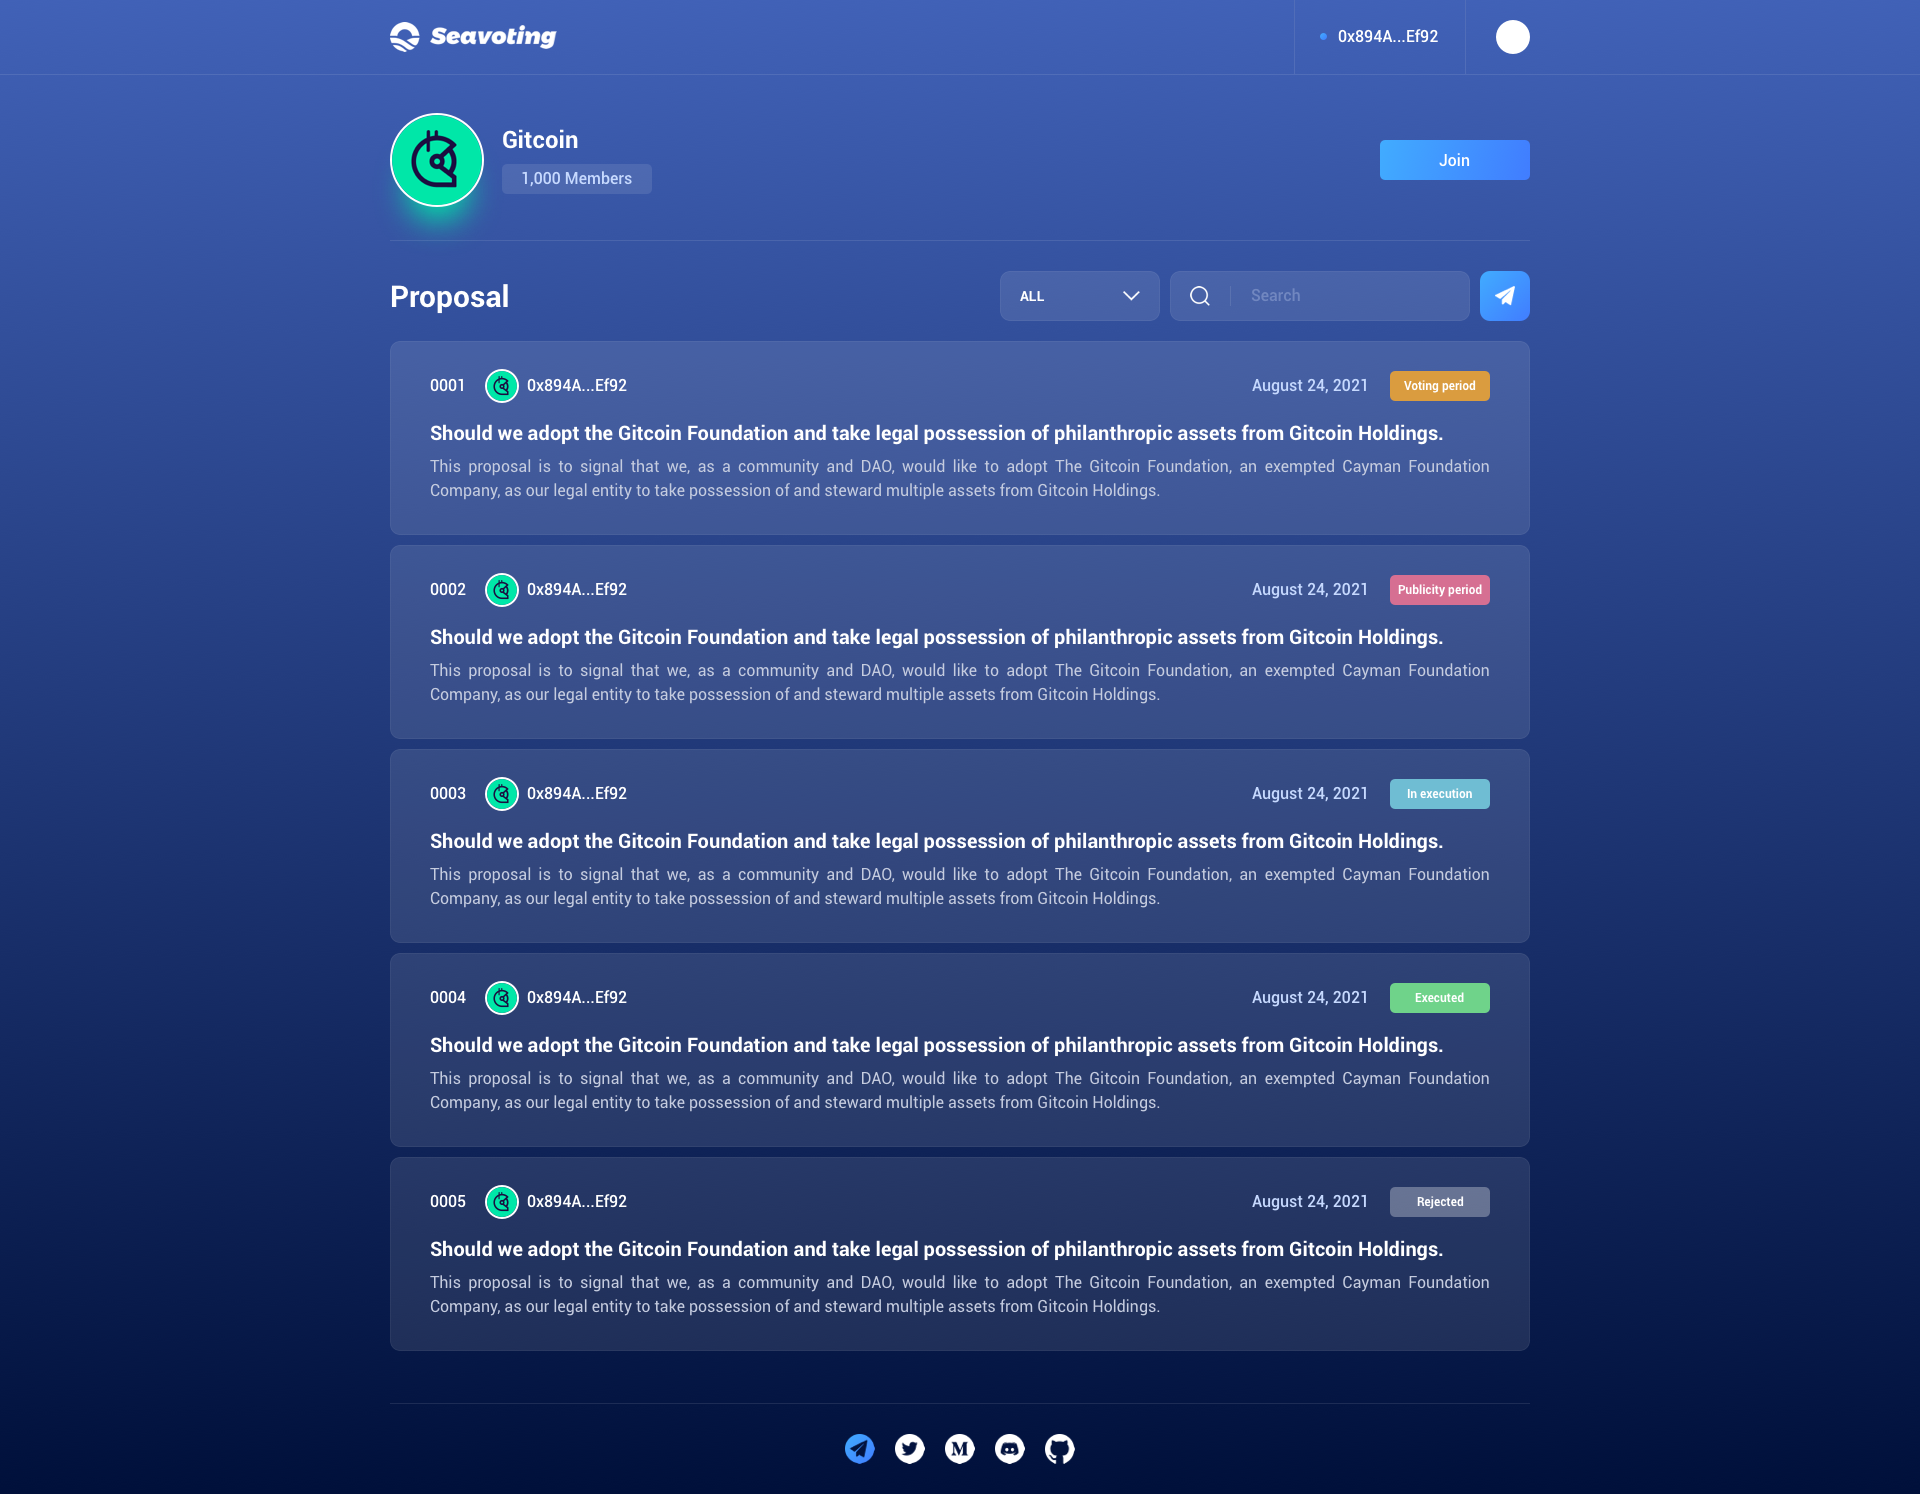 Seavoting
0x894A...Ef92
Gitcoin
1,000 Members
Join
Proposal
ALL
Search
0001 0x894A...Ef92 August 24, 2021 Voting period
Should we adopt the Gitcoin Foundation and take legal possession of philanthropic assets from Gitcoin Holdings.
This proposal is to signal that we, as a community and DAO, would like to adopt The Gitcoin Foundation, an exempted Cayman Foundation
Company, as our legal entity to take possession of and steward multiple assets from Gitcoin Holdings.
0002 0x894A...Ef92 August 24, 2021 Publicity period
Should we adopt the Gitcoin Foundation and take legal possession of philanthropic assets from Gitcoin Holdings.
This proposal is to signal that we, as a community and DAO, would like to adopt The Gitcoin Foundation, an exempted Cayman Foundation
Company, as our legal entity to take possession of and steward multiple assets from Gitcoin Holdings.
0003 0x894A...Ef92 August 24, 2021 In execution
Should we adopt the Gitcoin Foundation and take legal possession of philanthropic assets from Gitcoin Holdings.
This proposal is to signal that we, as a community and DAO, would like to adopt The Gitcoin Foundation, an exempted Cayman Foundation
Company, as our legal entity to take possession of and steward multiple assets from Gitcoin Holdings.
0004 0x894A...Ef92 August 24, 2021 Executed
Should we adopt the Gitcoin Foundation and take legal possession of philanthropic assets from Gitcoin Holdings.
This proposal is to signal that we, as a community and DAO, would like to adopt The Gitcoin Foundation, an exempted Cayman Foundation
Company, as our legal entity to take possession of and steward multiple assets from Gitcoin Holdings.
0005 0x894A...Ef92 August 24, 2021 Rejected
Should we adopt the Gitcoin Foundation and take legal possession of philanthropic assets from Gitcoin Holdings.
This proposal is to signal that we, as a community and DAO, would like to adopt The Gitcoin Foundation, an exempted Cayman Foundation
Company, as our legal entity to take possession of and steward multiple assets from Gitcoin Holdings.
M